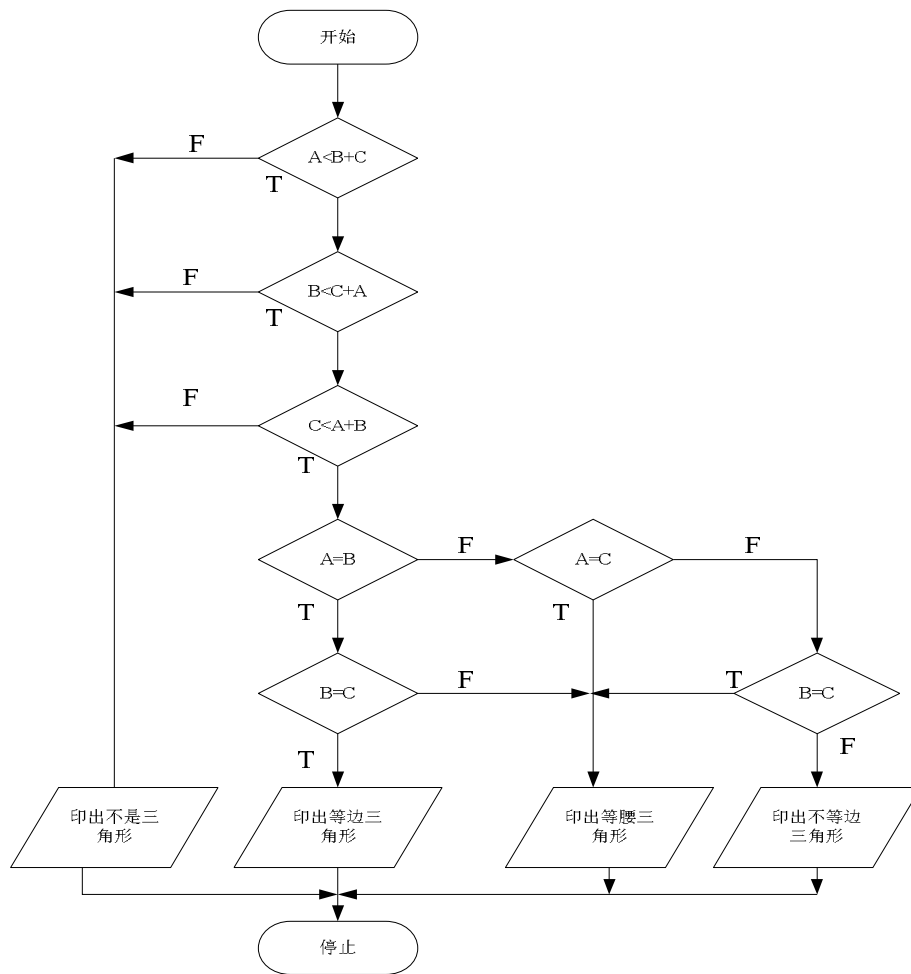 开始
F
A<B+C
T
F
B<C+A
T
F
C<A+B
T
A=B
F
A=C
F
T
T
B=C
F
T
B=C
T
F
印出不是三
角形
印出等边三
角形
印出等腰三
角形
印出不等边
三角形
停止